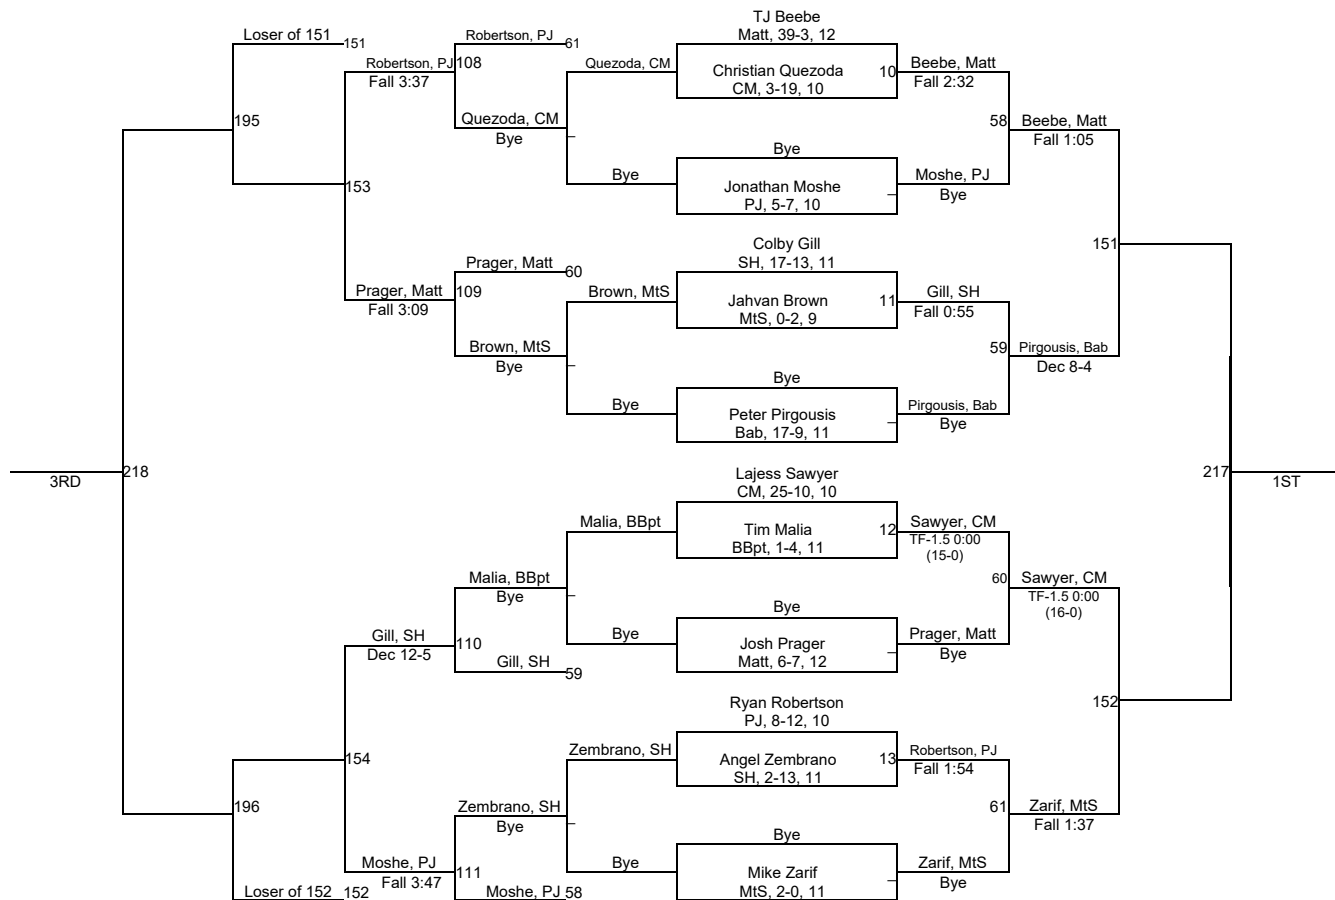 TJ Beebe
Matt, 39-3, 12
Loser of 151
151
Robertson, PJ
61
Robertson, PJ
108
Fall 3:37
Quezoda, CM
Christian Quezoda
CM, 3-19, 10
10
Beebe, Matt
Fall 2:32
195
Quezoda, CM
Bye
58
Beebe, Matt
Fall 1:05
Bye
Bye
153
Jonathan Moshe
PJ, 5-7, 10
Moshe, PJ
Bye
Colby Gill
SH, 17-13, 11
151
Prager, Matt
60
Prager, Matt
109
Fall 3:09
Brown, MtS
Jahvan Brown
MtS, 0-2, 9
11
Gill, SH
Fall 0:55
Brown, MtS
Bye
59
Pirgousis, Bab
Dec 8-4
Bye
Bye
Peter Pirgousis
Bab, 17-9, 11
Pirgousis, Bab
Bye
3RD
218
Lajess Sawyer
CM, 25-10, 10
217
1ST
Malia, BBpt
Tim Malia
BBpt, 1-4, 11
12
Sawyer, CM
TF-1.5 0:00
(15-0)
Malia, BBpt
Bye
60
Sawyer, CM
TF-1.5 0:00
(16-0)
Bye
Gill, SH
Dec 12-5
110
Bye
Josh Prager
Matt, 6-7, 12
Prager, Matt
Bye
Gill, SH
59
Ryan Robertson
PJ, 8-12, 10
152
154
Zembrano, SH
Angel Zembrano
SH, 2-13, 11
13
Robertson, PJ
Fall 1:54
196
Zembrano, SH
Bye
61
Zarif, MtS
Fall 1:37
Bye
Moshe, PJ
Fall 3:47
111
Bye
Mike Zarif
MtS, 2-0, 11
Zarif, MtS
Bye
Loser of 152
152
Moshe, PJ
58